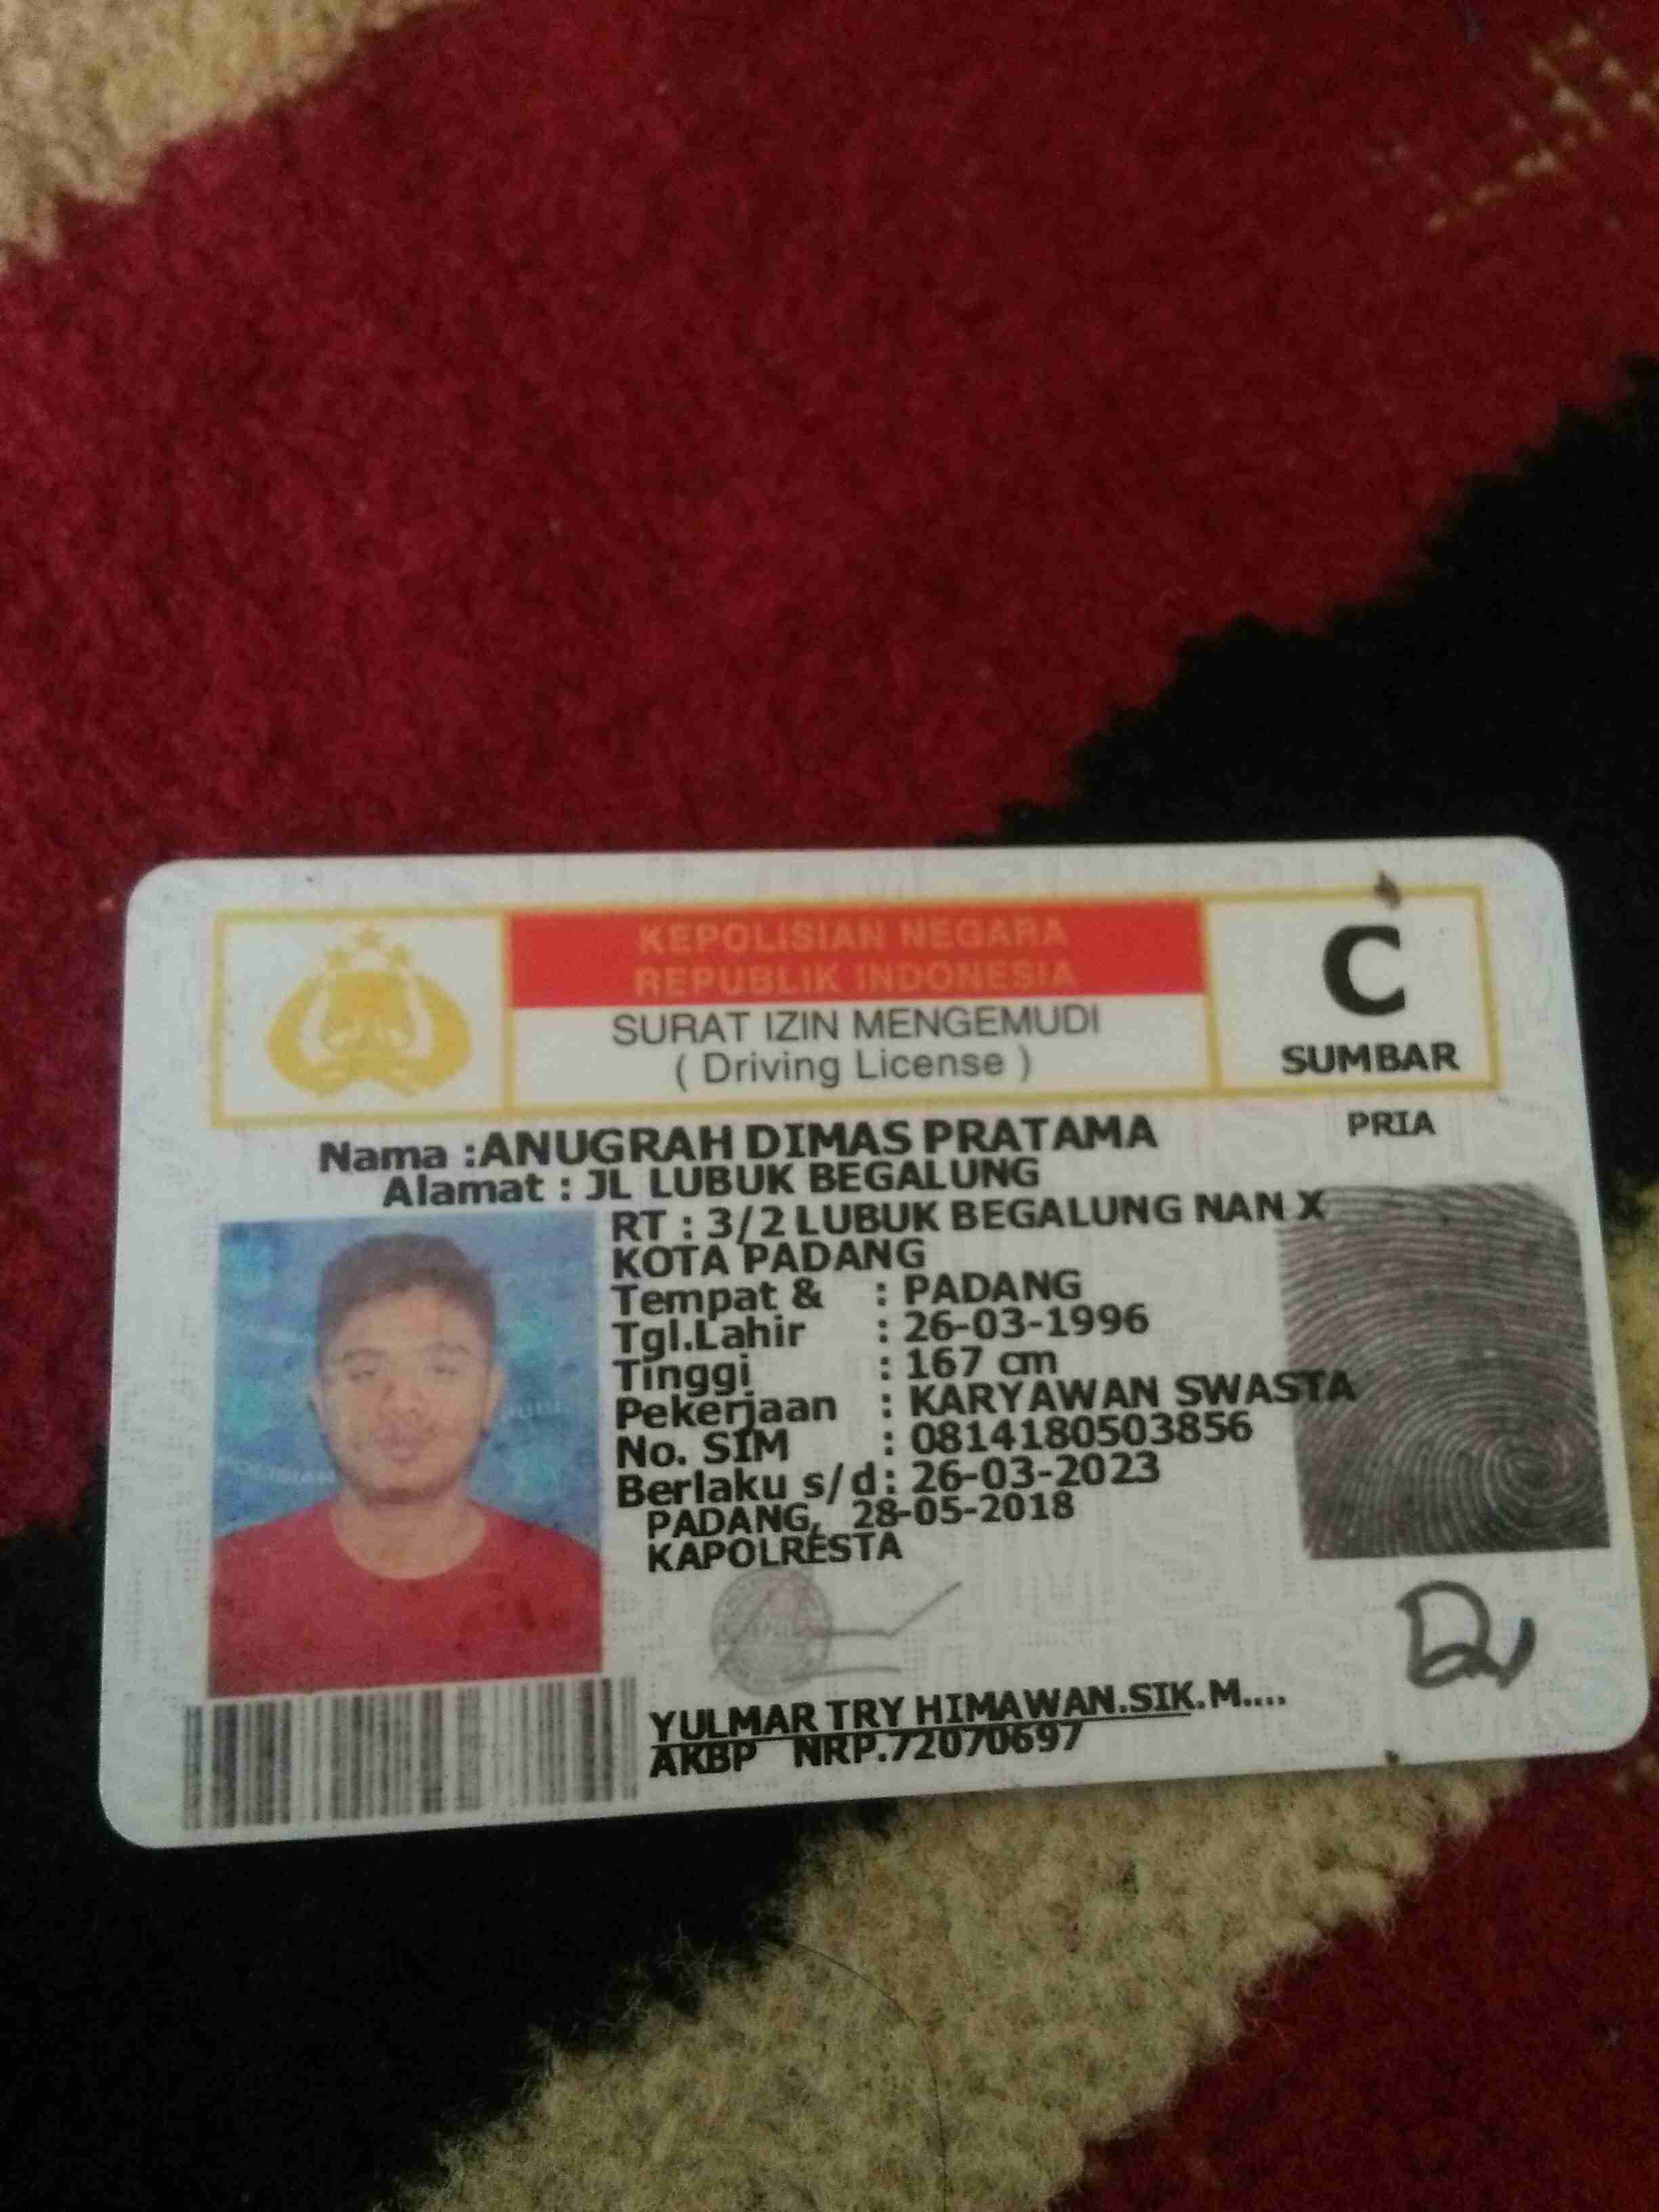 KEPOLISIAN NEGARA
REPUBLIK INDONESIA
SURAT IZIN MENGEMUDI
( Driving License )
C
SUMBAR
PRIA
Nama :ANUGRAH DIMAS PRATAMA
Alamat : JL LUBUK BEGALUNG
RT : 3/2 LUBUK BEGALUNG NAN X
KOTA PADANG
Tempat & : PADANG
Tgl.Lahir : 26-03-1996
Tinggi : 167 cm
Pekerjaan : KARYAWAN SWASTA
No. SIM : 0814180503856
Berlaku s/d : 26-03-2023
PADANG, 28-05-2018
KAPOLRESTA
YULMAR TRY HIMAWAN.SIK.M....
AKBP NRP.72070697